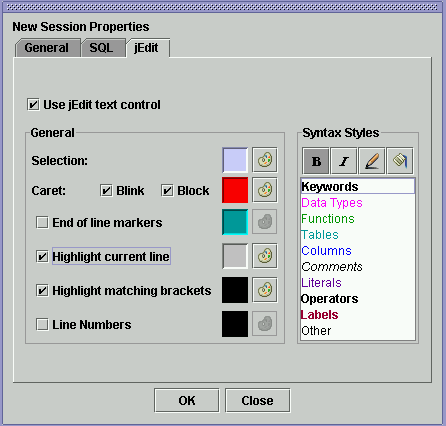 New Session Properties
General SQL jEdit
Use jEdit text control
General
Selection:
Caret: Blink Block
End of line markers
Highlight current line
Highlight matching brackets
Line Numbers
Syntax Styles
B I
Keywords
Data Types
Functions
Tables
Columns
Comments
Literals
Operators
Labels
Other
OK Close